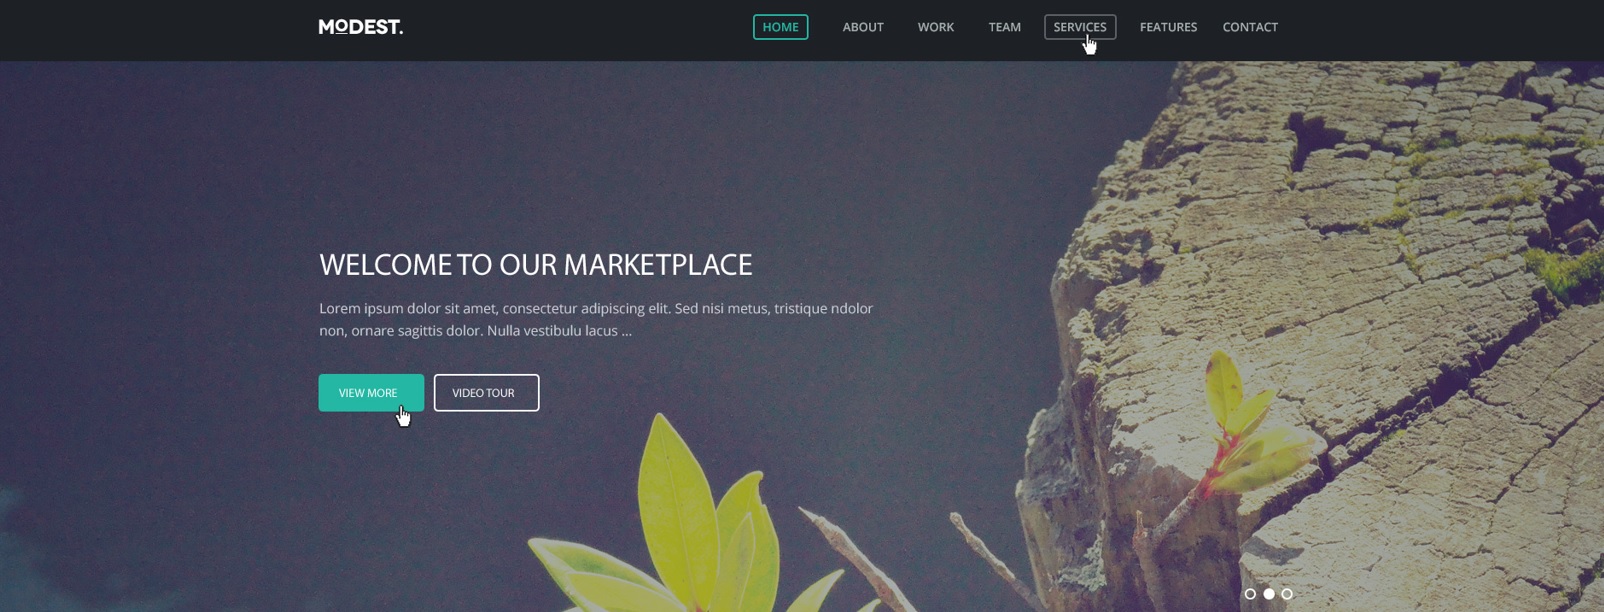 MODEST.
HOME
ABOUT
WORK
TEAM
SERVICES
FEATURES
CONTACT
WELCOME TO OUR MARKETPLACE
Lorem ipsum dolor sit amet, consectetur adipiscing elit. Sed nisi metus, tristique ndolor
non, ornare sagittis dolor. Nulla vestibulu lacus ...
VIEW MORE
VIDEO TOUR